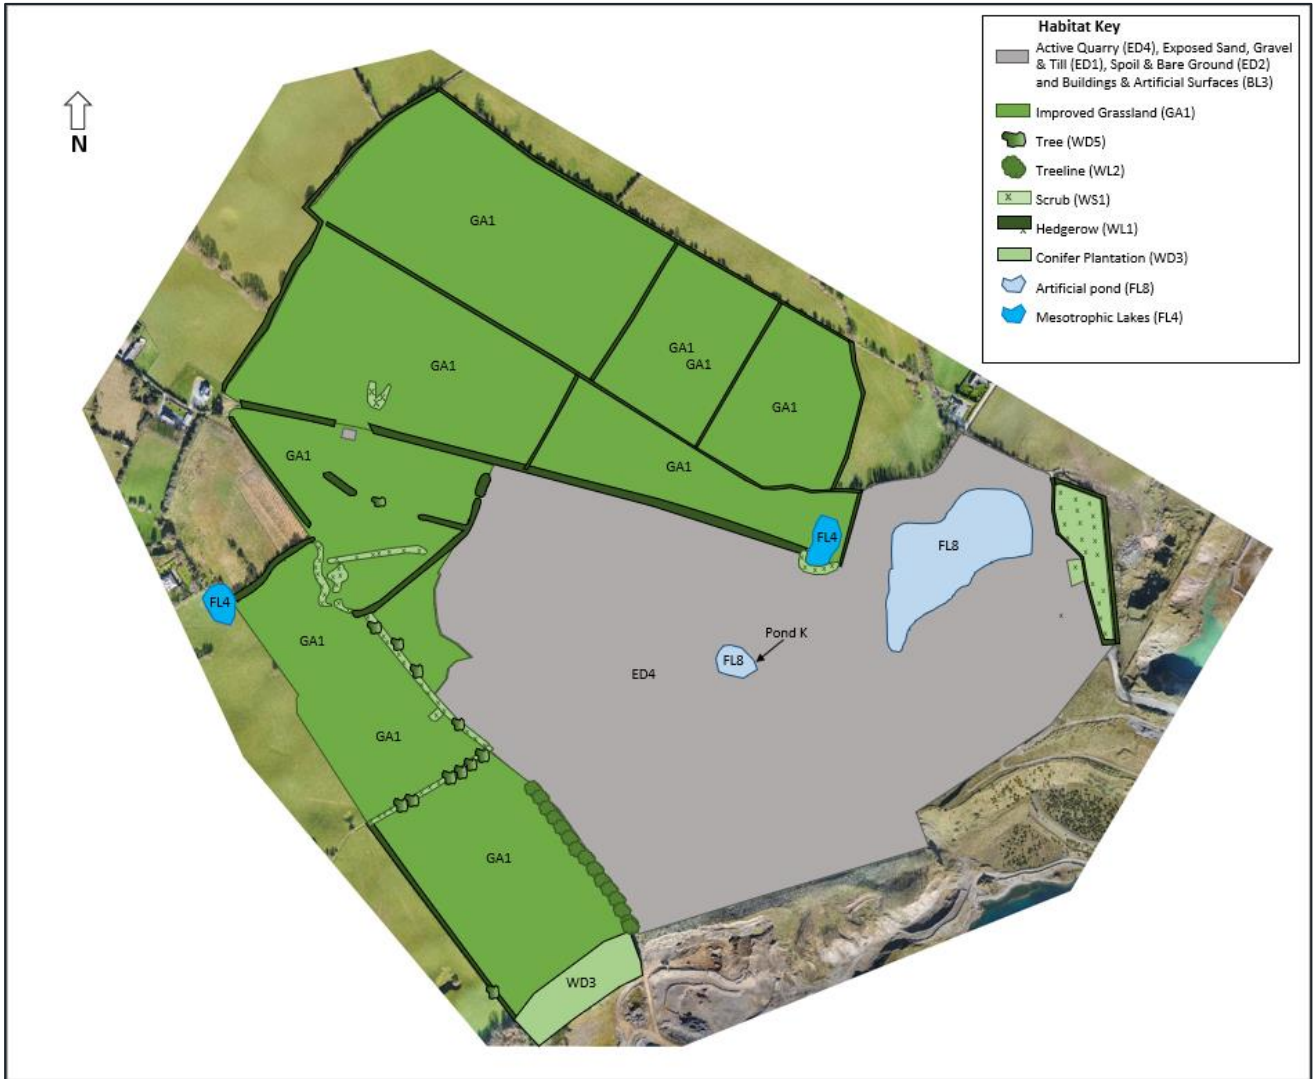 Habitat Key
Active Quarry (ED4), Exposed Sand, Gravel
& Till (ED1), Spoil & Bare Ground (ED2)
and Buildings & Artificial Surfaces (BL3)
Improved Grassland (GA1)
Tree (WD5)
Treeline (WL2)
Scrub (WS1)
Hedgerow (WL1)
Conifer Plantation (WD3)
Artificial pond (FL8)
Mesotrophic Lakes (FL4)
N
GA1
GA1
GA1
GA1
GA1
GA1
GA1
FL4
FL8
FL4
GA1
Pond K
FL8
ED4
GA1
GA1
WD3